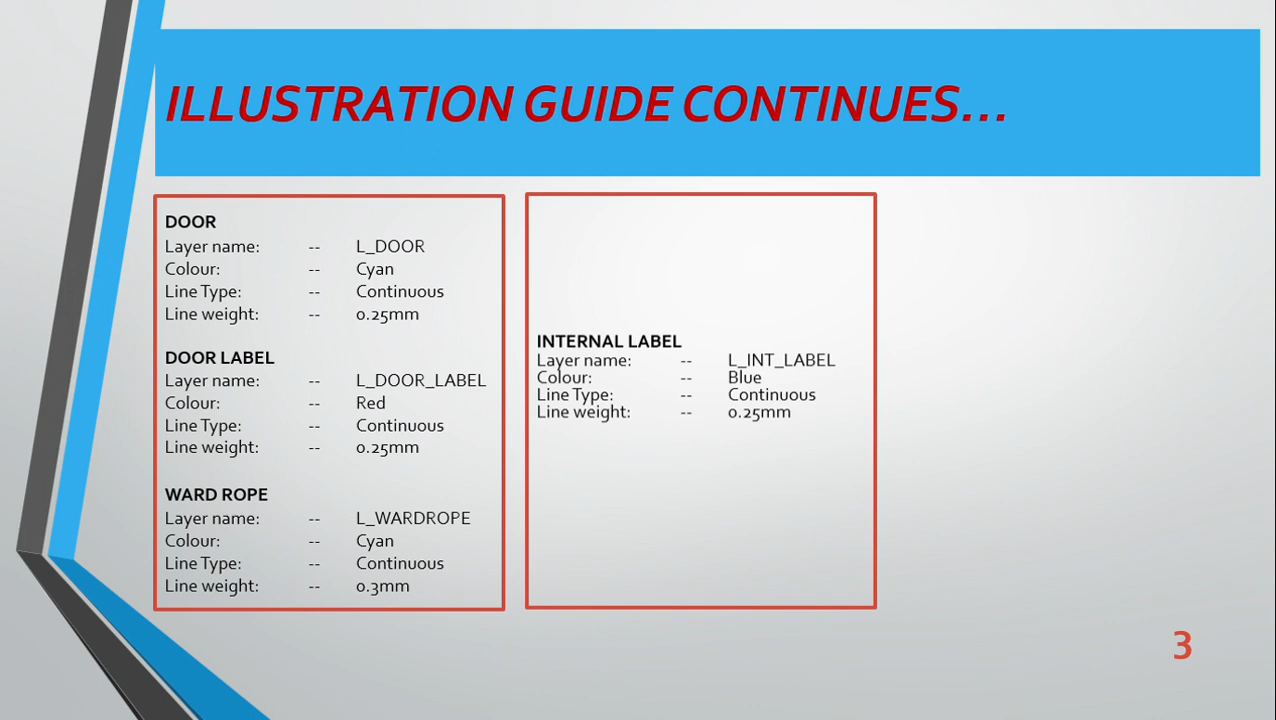 ILLUSTRATION GUIDE CONTINUES...
DOOR
Layer name: -- L_DOOR
Colour: -- Cyan
Line Type: -- Continuous
Line weight: -- 0.25mm
DOOR LABEL
Layer name: -- L_DOOR_LABEL
Colour: -- Red
Line Type: -- Continuous
Line weight: -- 0.25mm
WARD ROPE
Layer name: -- L_WARDROPE
Colour: -- Cyan
Line Type: -- Continuous
Line weight: -- 0.3mm
INTERNAL LABEL
Layer name: -- L_INT_LABEL
Colour: -- Blue
Line Type: -- Continuous
Line weight: -- 0.25mm
3